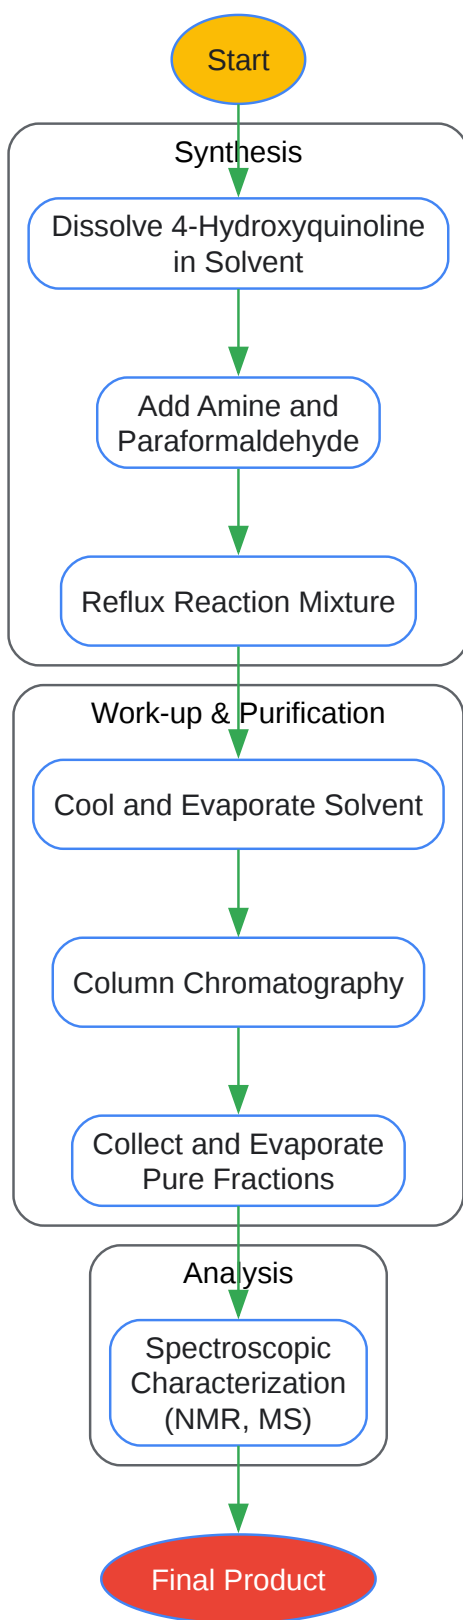 Start
Synthesis
Dissolve 4-Hydroxyquinoline
in Solvent
Add Amine and
Paraformaldehyde
Reflux Reaction Mixture
Work-up & Purification
Cool and Evaporate Solvent
Column Chromatography
Collect and Evaporate
Pure Fractions
Analysis
Spectroscopic
Characterization
(NMR, MS)
Final Product